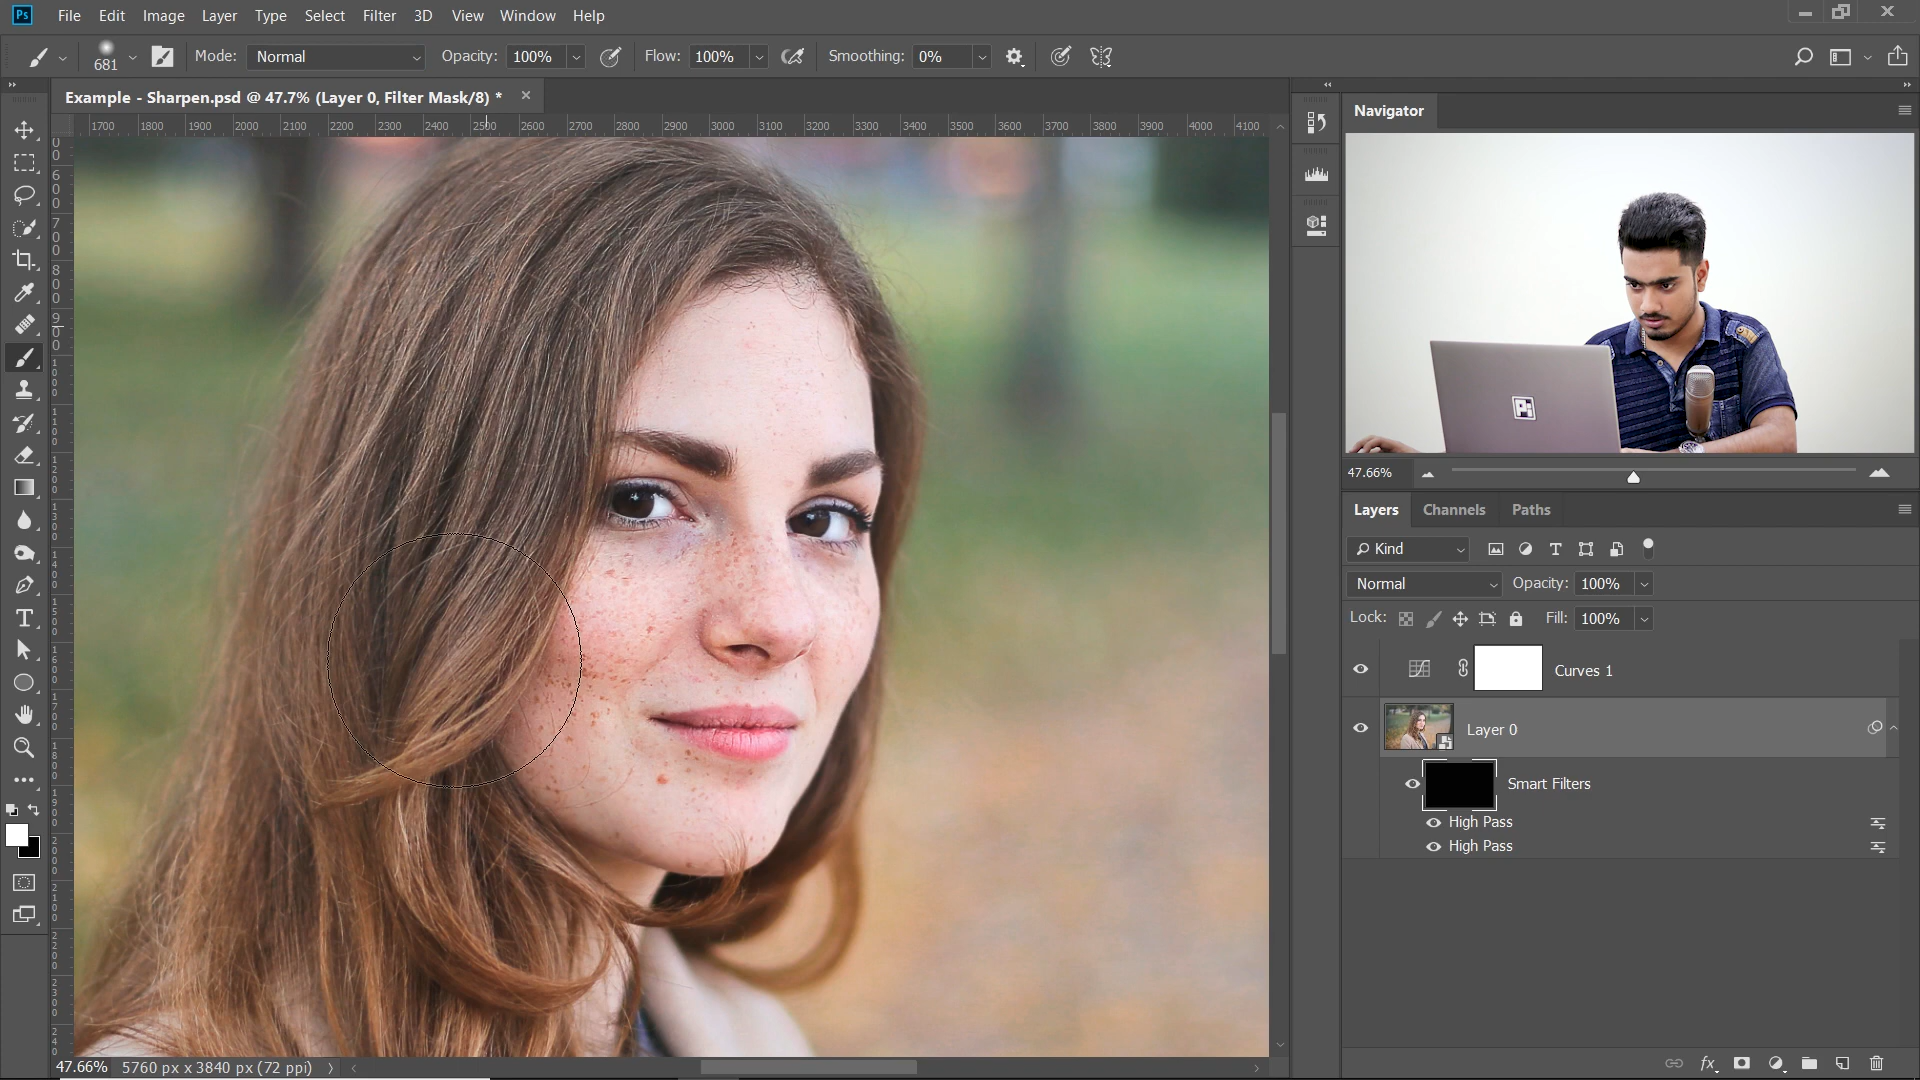 Ps File Edit Image Layer Type Select Filter 3D View Window Help
681 Mode: Normal Opacity: 100% Flow: 100% Smoothing: 0%
Example - Sharpen.psd @ 47.7% (Layer 0, Filter Mask/8) *
1700 1800 1900 2000 2100 2200 2300 2400 2500 2600 2700 2800 2900 3000 3100 3200 3300 3400 3500 3600 3700 3800 3900 4000 4100
Navigator
47.66%
Layers Channels Paths
Kind
Normal Opacity: 100%
Lock: Fill: 100%
Curves 1
Layer 0
Smart Filters
High Pass
High Pass
47.66% 5760 px x 3840 px (72 ppi)